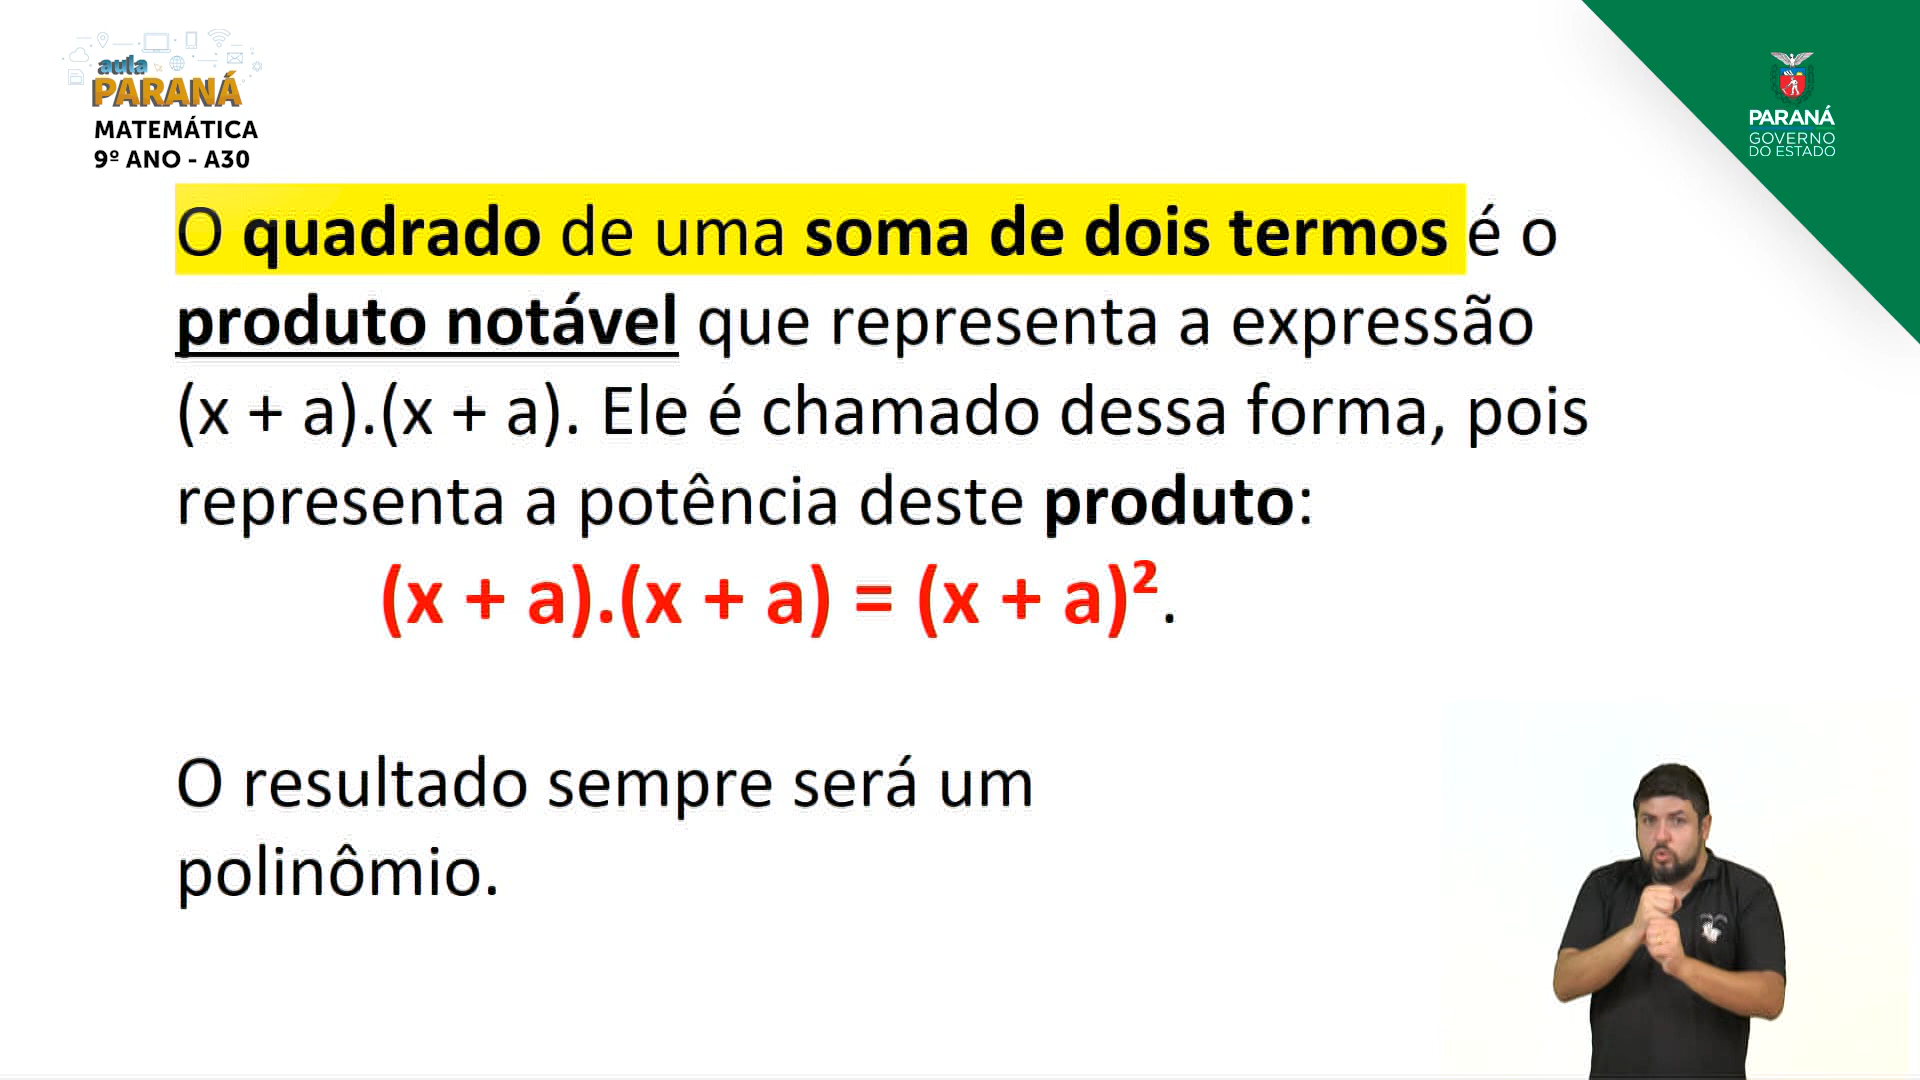 aula
PARANÁ
MATEMÁTICA
9º ANO - A30
PARANÁ
GOVERNO
DO ESTADO
O quadrado de uma soma de dois termos é o
produto notável que representa a expressão
(x + a).(x + a). Ele é chamado dessa forma, pois
representa a potência deste produto:
(x + a).(x + a) = (x + a)².
O resultado sempre será um
polinômio.